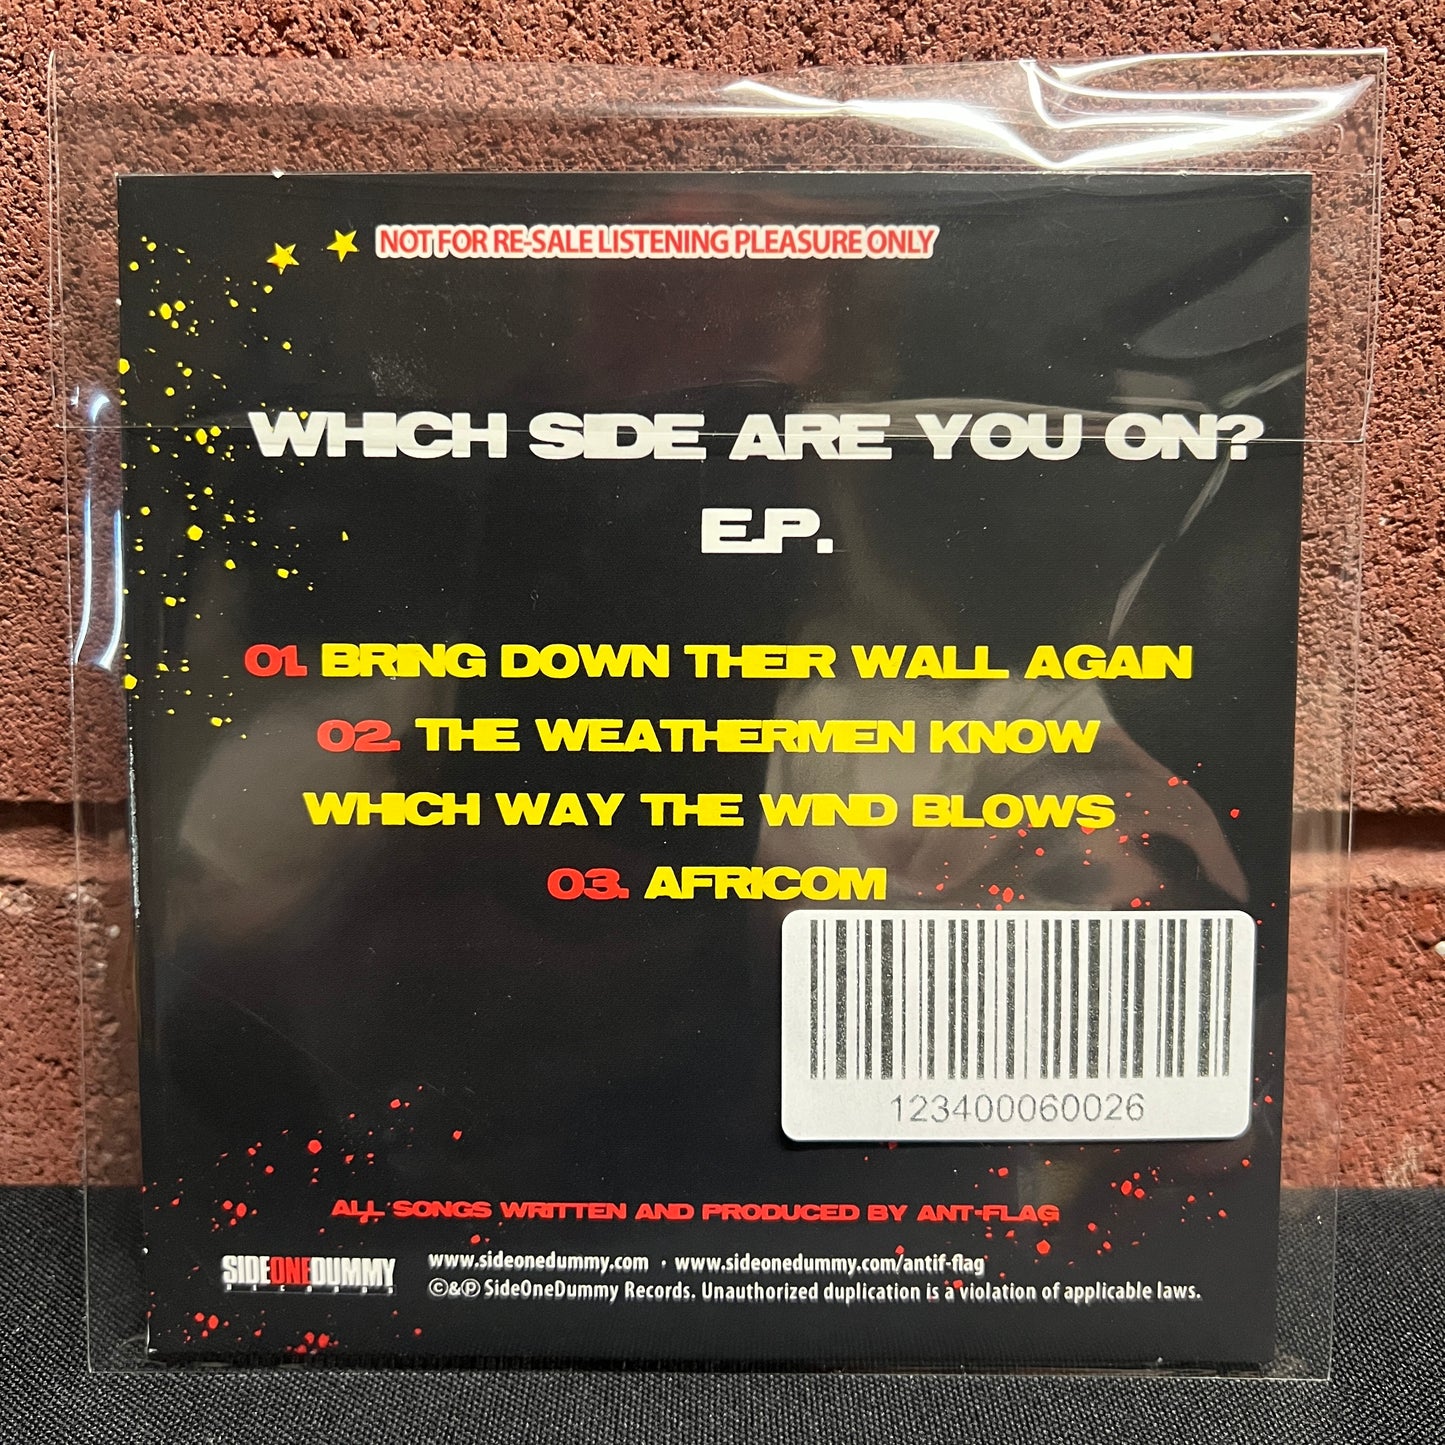 NOT FOR RE-SALE LISTENING PLEASURE ONLY
WHICH SIDE ARE YOU ON?
E.P.
01. BRING DOWN THEIR WALL AGAIN
02. THE WEATHERMEN KNOW
WHICH WAY THE WIND BLOWS
03. AFRICOM
123400060026
ALL SONGS WRITTEN AND PRODUCED BY ANT-FLAG
SIDEONEDUMMY
RECORDS
www.sideonedummy.com · www.sideonedummy.com/antif-flag
©&℗ SideOneDummy Records. Unauthorized duplication is a violation of applicable laws.